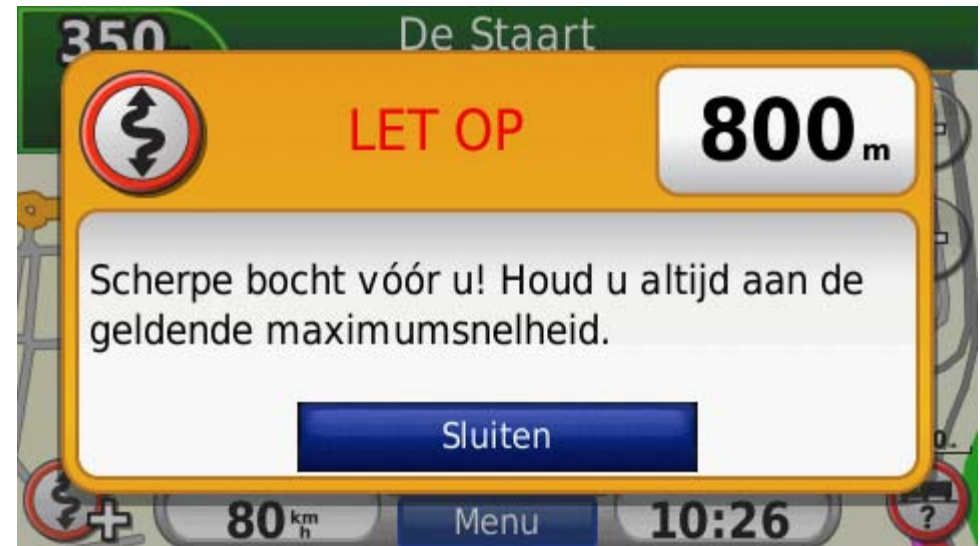 350
De Staart
LET OP
800 m
Scherpe bocht vóór u! Houd u altijd aan de
geldende maximumsnelheid.
Sluiten
80 km/h
Menu
10:26
?